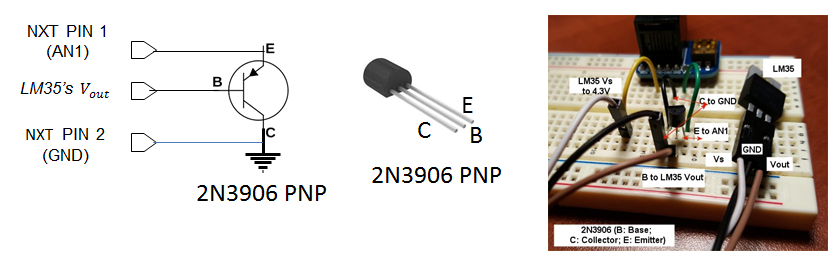 NXT PIN 1
(AN1)
E
LM35's Vout
B
NXT PIN 2
(GND)
C
2N3906 PNP
E
C
B
2N3906 PNP
LM35
LM35 Vs
to 4.3V
C to GND
E to AN1
GND
Vs
Vout
B to LM35 Vout
2N3906 (B: Base;
C: Collector; E: Emitter)